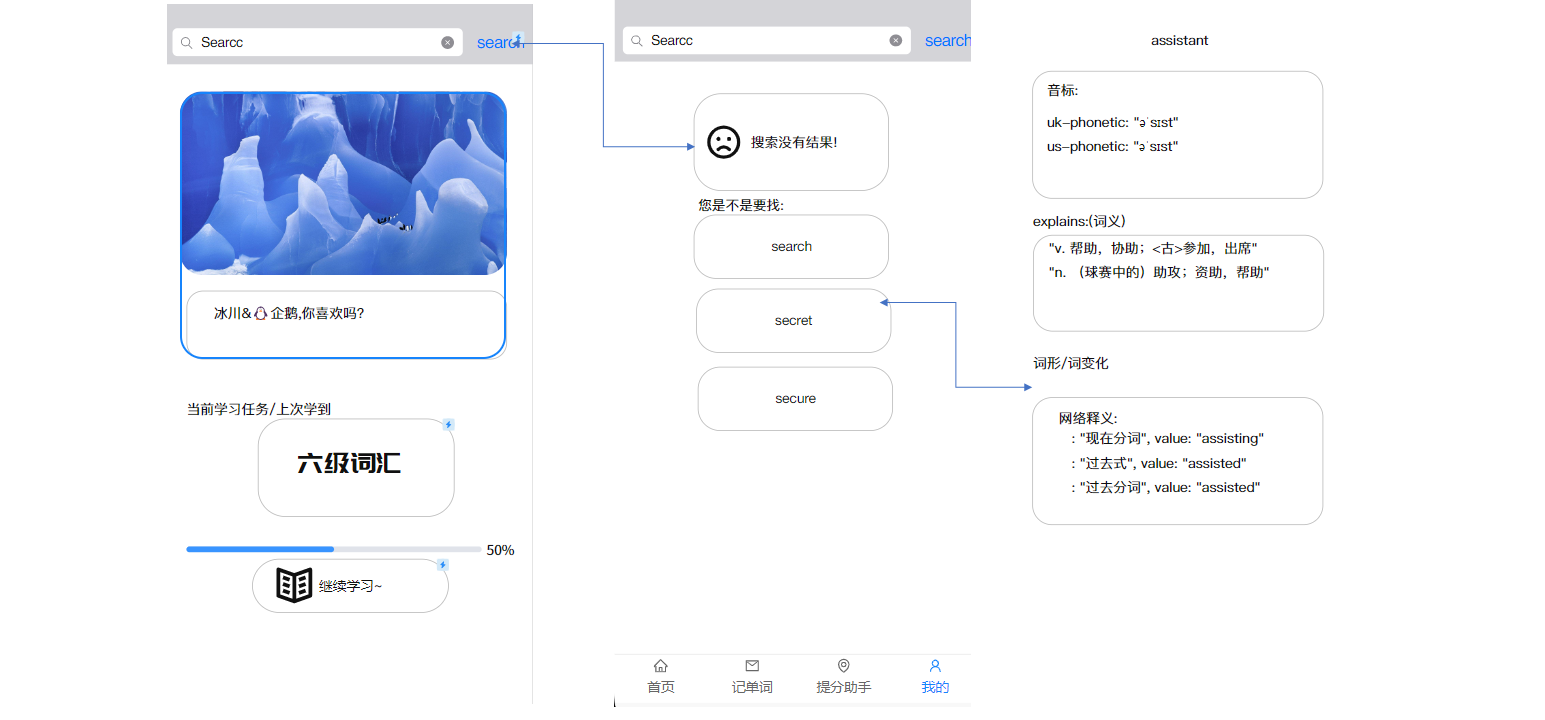 Searcc
search
冰川&企鹅,你喜欢吗?
当前学习任务/上次学到
六级词汇
50%
继续学习~
Searcc
search
搜索没有结果!
您是不是要找:
search
secret
secure
首页
记单词
提分助手
我的
assistant
音标:
uk-phonetic: "əˈsɪst"
us-phonetic: "əˈsɪst"
explains:(词义)
"v. 帮助，协助；<古>参加，出席"
"n. （球赛中的）助攻；资助，帮助"
词形/词变化
网络释义:
: "现在分词", value: "assisting"
: "过去式", value: "assisted"
: "过去分词", value: "assisted"